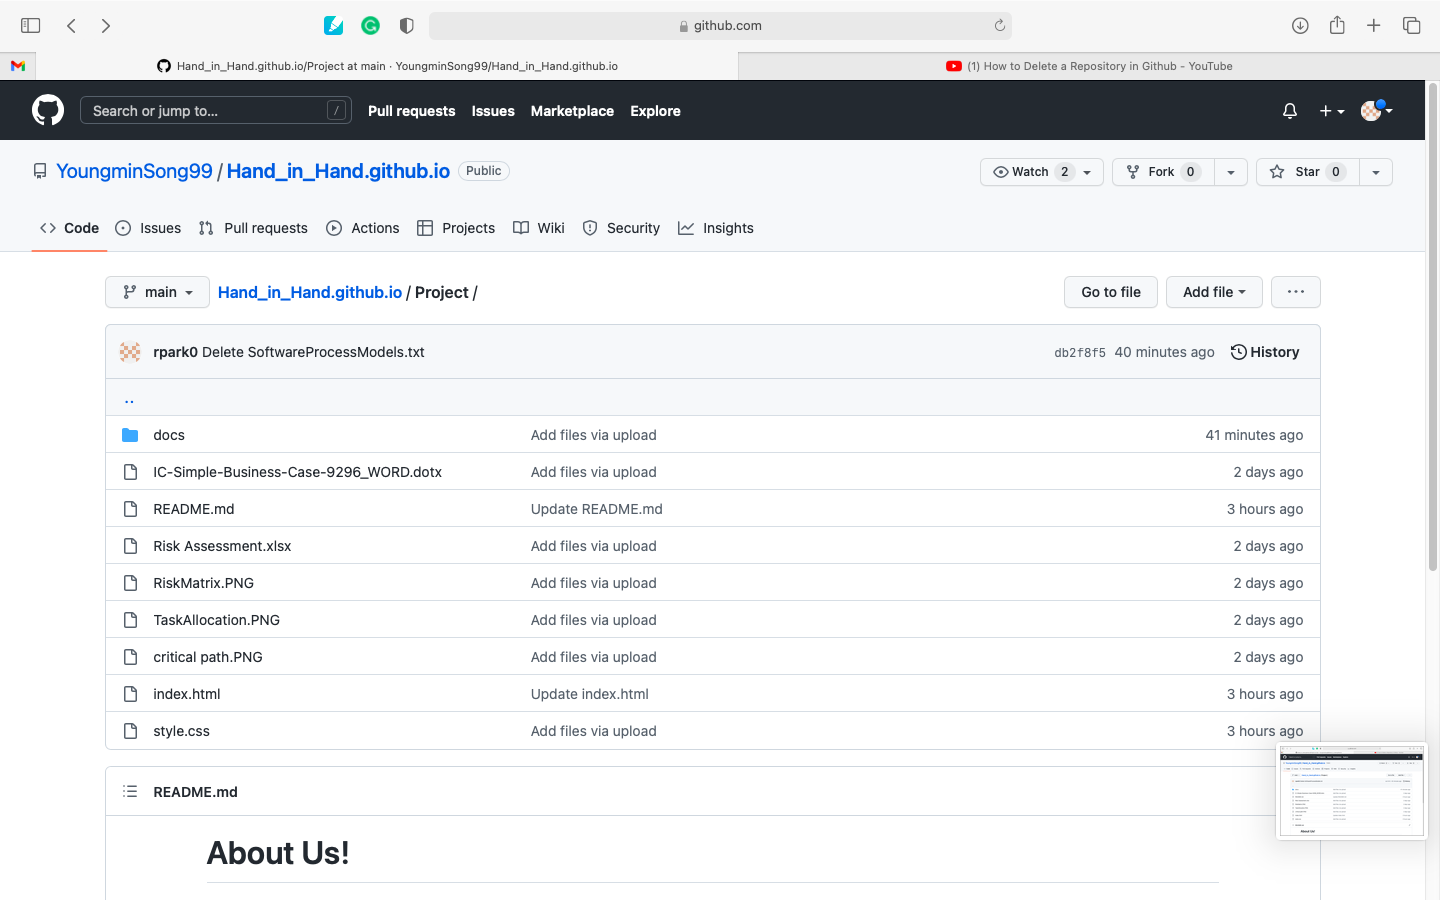 github.com
Hand_in_Hand.github.io/Project at main · YoungminSong99/Hand_in_Hand.github.io
(1) How to Delete a Repository in Github - YouTube
Search or jump to... /
Pull requests Issues Marketplace Explore
YoungminSong99 / Hand_in_Hand.github.io Public
Watch 2 Fork 0 Star 0
Code Issues Pull requests Actions Projects Wiki Security Insights
main Hand_in_Hand.github.io / Project / Go to file Add file ...
rpark0 Delete SoftwareProcessModels.txt db2f8f5 40 minutes ago History
..
docs Add files via upload 41 minutes ago
IC-Simple-Business-Case-9296_WORD.dotx Add files via upload 2 days ago
README.md Update README.md 3 hours ago
Risk Assessment.xlsx Add files via upload 2 days ago
RiskMatrix.PNG Add files via upload 2 days ago
TaskAllocation.PNG Add files via upload 2 days ago
critical path.PNG Add files via upload 2 days ago
index.html Update index.html 3 hours ago
style.css Add files via upload 3 hours ago
README.md
About Us!